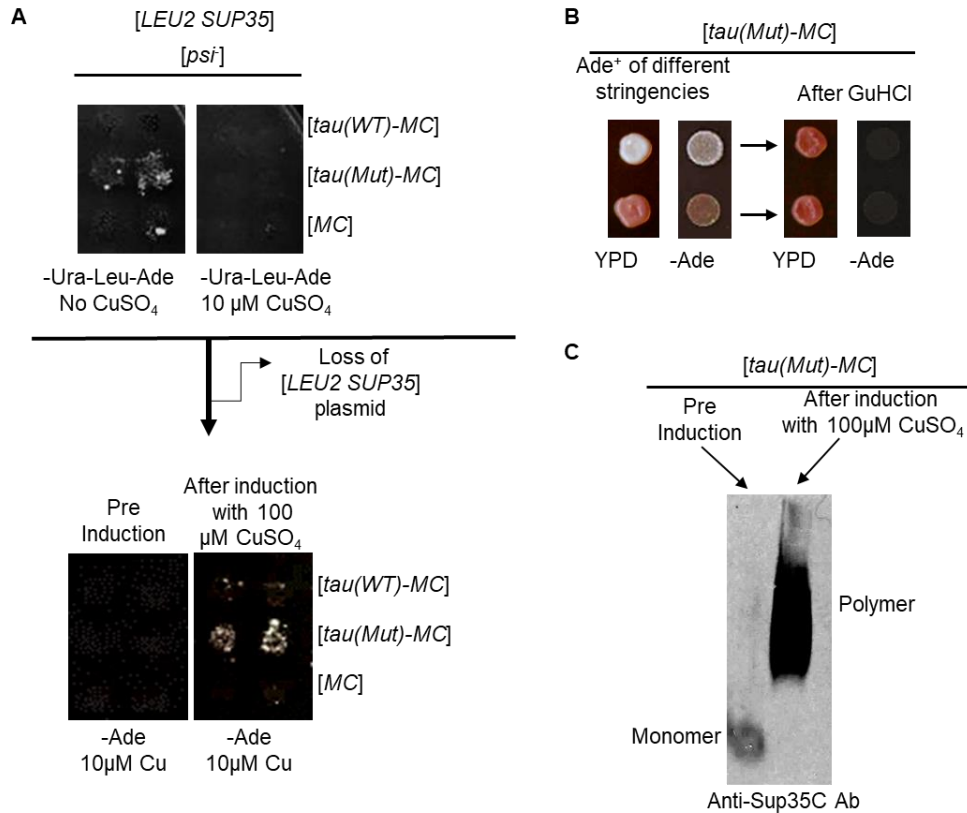 A
[LEU2 SUP35]
[psi-]
[tau(WT)-MC]
[tau(Mut)-MC]
[MC]
-Ura-Leu-Ade
No CuSO4
-Ura-Leu-Ade
10 µM CuSO4
Loss of
[LEU2 SUP35]
plasmid
Pre
Induction
After induction
with 100
µM CuSO4
[tau(WT)-MC]
[tau(Mut)-MC]
[MC]
-Ade
10µM Cu
-Ade
10µM Cu
B
[tau(Mut)-MC]
Ade+ of different
stringencies
After GuHCl
YPD
-Ade
YPD
-Ade
C
[tau(Mut)-MC]
Pre
Induction
After induction
with 100µM CuSO4
Polymer
Monomer
Anti-Sup35C Ab